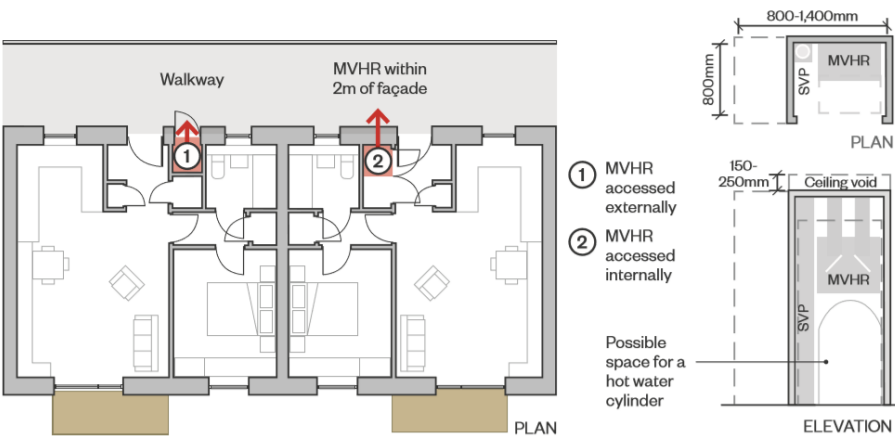 Walkway
MVHR within
2m of façade
1
2
PLAN
1
MVHR
accessed
externally
2
MVHR
accessed
internally
800-1,400mm
800mm
SVP
MVHR
PLAN
150-
250mm
Ceiling void
MVHR
SVP
Possible
space for a
hot water
cylinder
ELEVATION